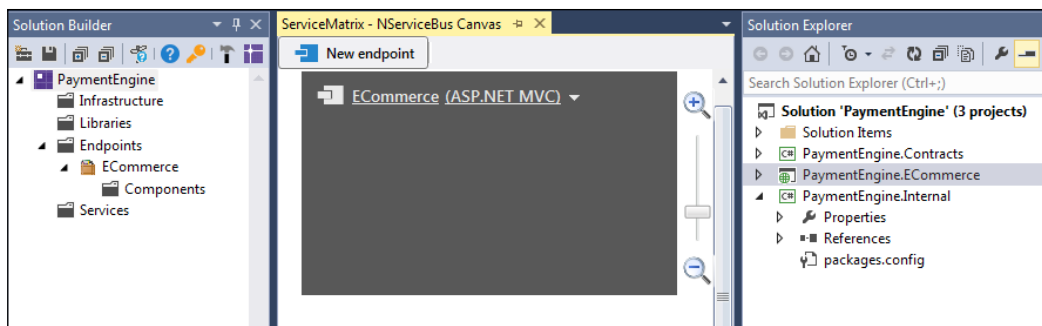 Solution Builder
PaymentEngine
Infrastructure
Libraries
Endpoints
ECommerce
Components
Services
ServiceMatrix - NServiceBus Canvas
New endpoint
ECommerce (ASP.NET MVC)
Solution Explorer
Search Solution Explorer (Ctrl+;)
Solution 'PaymentEngine' (3 projects)
Solution Items
C# PaymentEngine.Contracts
PaymentEngine.ECommerce
C# PaymentEngine.Internal
Properties
References
packages.config